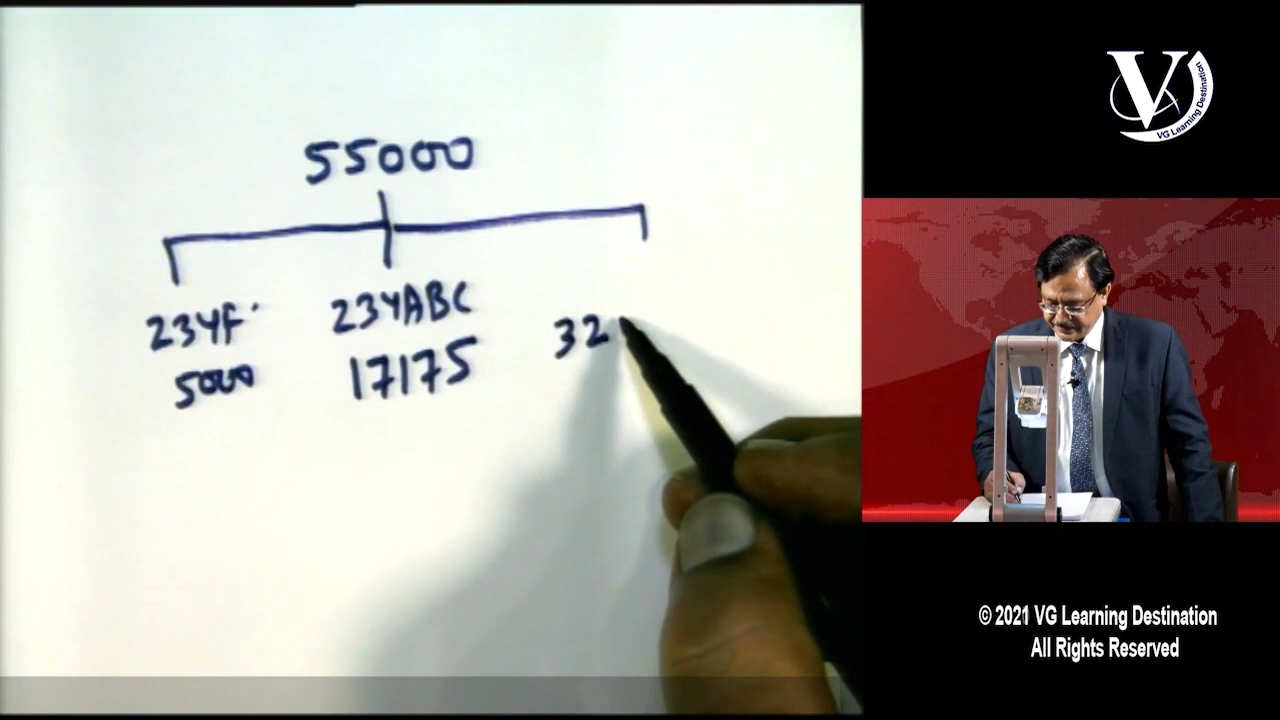 55000
234F
234ABC
32
5000
17175
V
VG Learning Destination
© 2021 VG Learning Destination
All Rights Reserved